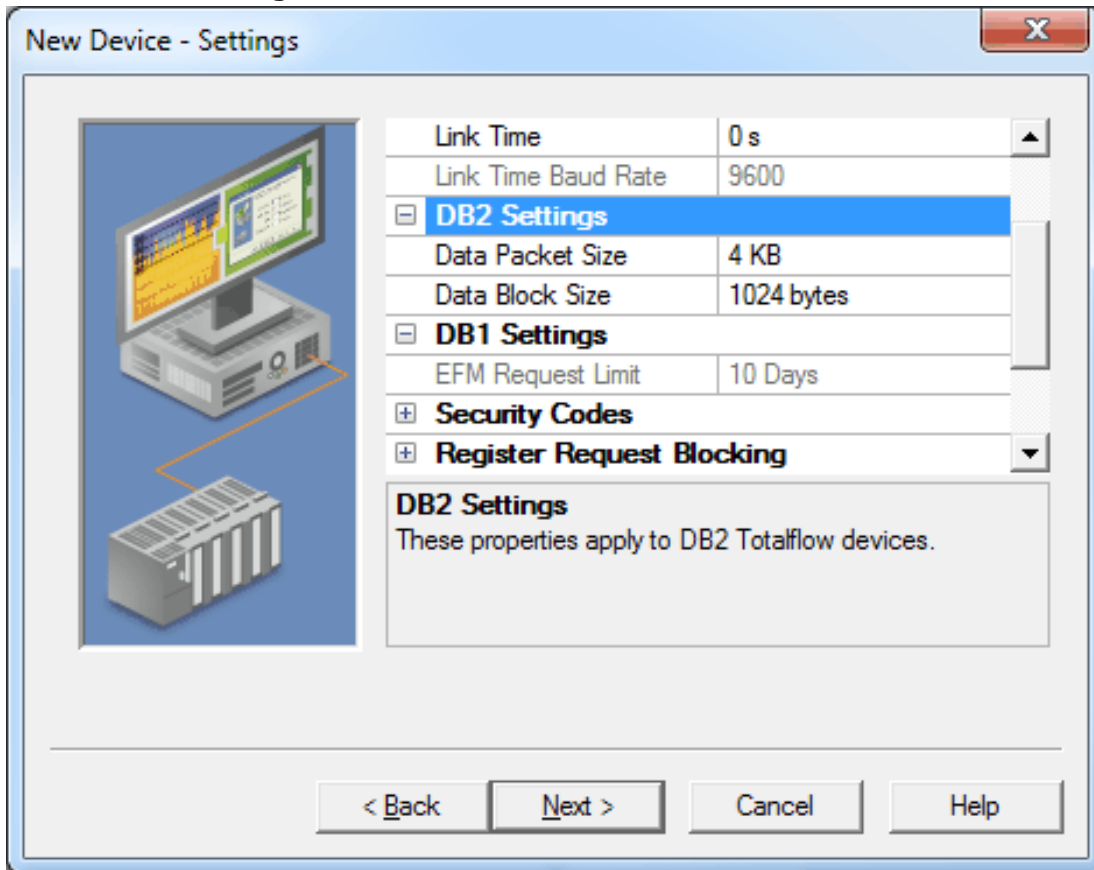 New Device - Settings
Link Time 0 s
Link Time Baud Rate 9600
DB2 Settings
Data Packet Size 4 KB
Data Block Size 1024 bytes
DB1 Settings
EFM Request Limit 10 Days
Security Codes
Register Request Blocking
DB2 Settings
These properties apply to DB2 Totalflow devices.
< Back Next > Cancel Help